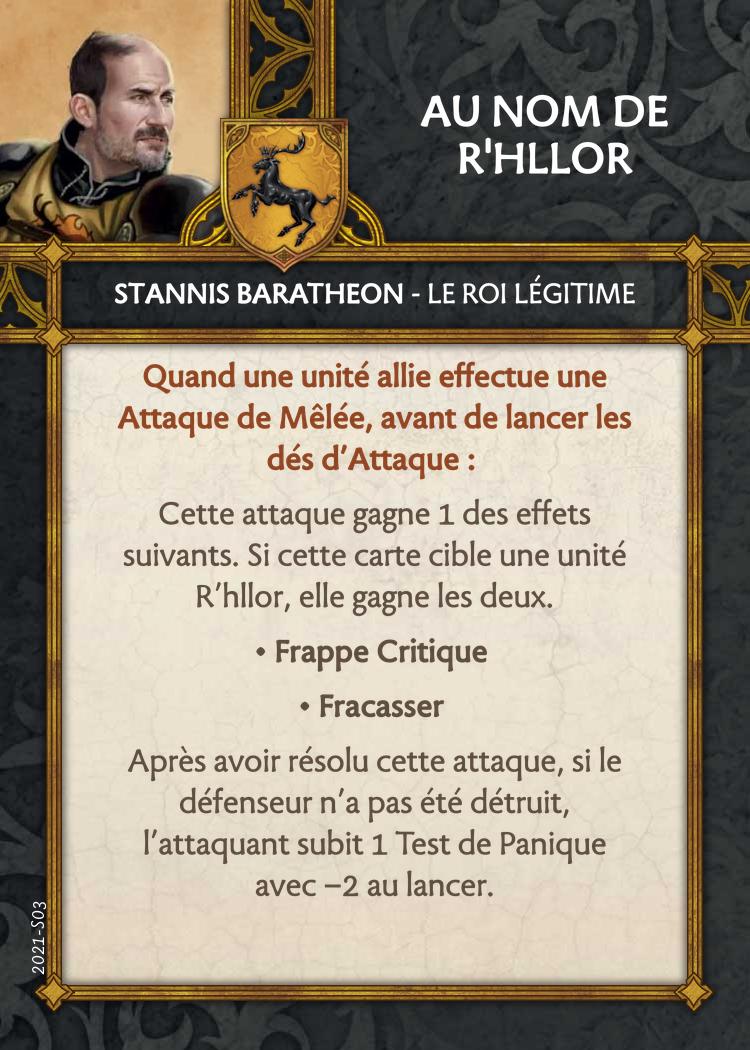 AU NOM DE
R'HLLOR
STANNIS BARATHEON - LE ROI LÉGITIME
Quand une unité allie effectue une
Attaque de Mêlée, avant de lancer les
dés d’Attaque :
Cette attaque gagne 1 des effets
suivants. Si cette carte cible une unité
R’hllor, elle gagne les deux.
• Frappe Critique
• Fracasser
Après avoir résolu cette attaque, si le
défenseur n’a pas été détruit,
l’attaquant subit 1 Test de Panique
avec –2 au lancer.
2021-S03